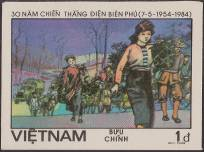 30 NĂM CHIẾN THẮNG ĐIỆN BIÊN PHỦ (7-5-1954-1984)
VIỆTNAM
BƯU CHÍNH
1đ